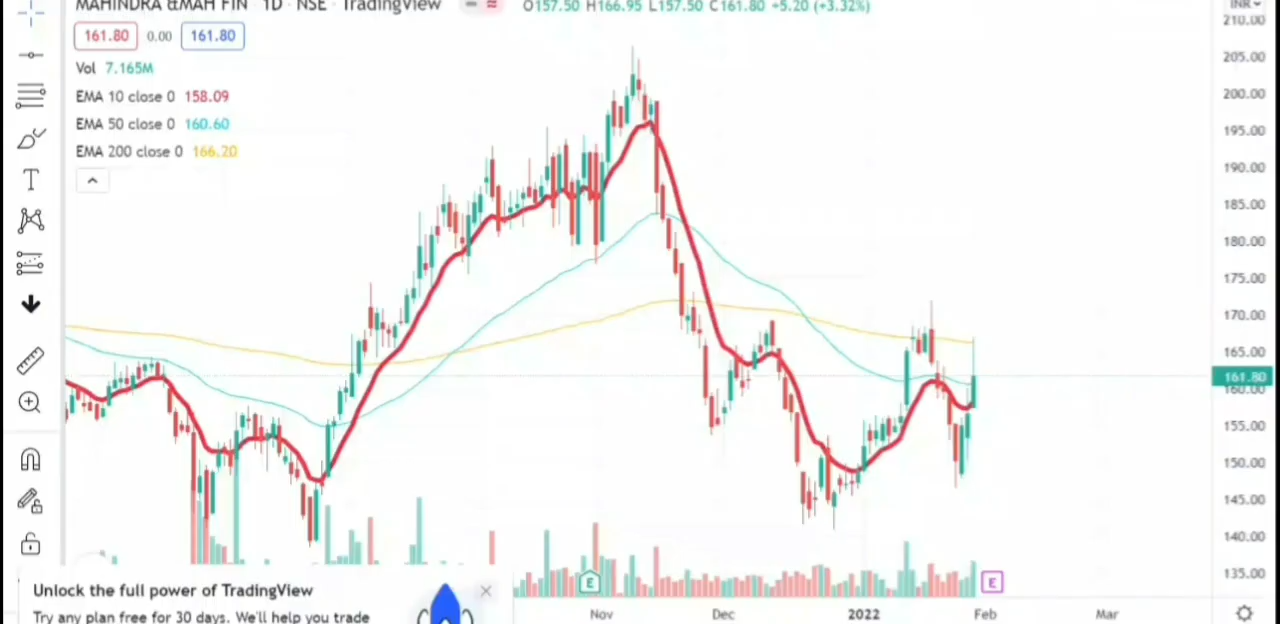 MAHINDRA &MAH FIN · 1D · NSE · TradingView O157.50 H166.95 L157.50 C161.80 +5.20 (+3.32%)
INR
161.80 0.00 161.80
Vol 7.165M
EMA 10 close 0 158.09
EMA 50 close 0 160.60
EMA 200 close 0 166.20
210.00
205.00
200.00
195.00
190.00
185.00
180.00
175.00
170.00
165.00
161.80
160.00
155.00
150.00
145.00
140.00
135.00
E
E
Unlock the full power of TradingView
Try any plan free for 30 days. We'll help you trade
Nov Dec 2022 Feb Mar